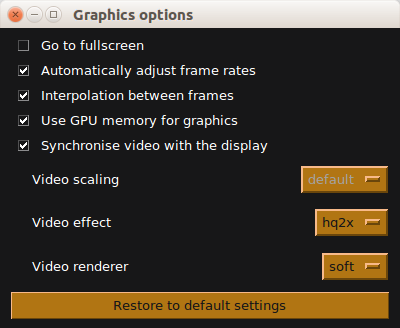 Graphics options
Go to fullscreen
Automatically adjust frame rates
Interpolation between frames
Use GPU memory for graphics
Synchronise video with the display
Video scaling default
Video effect hq2x
Video renderer soft
Restore to default settings